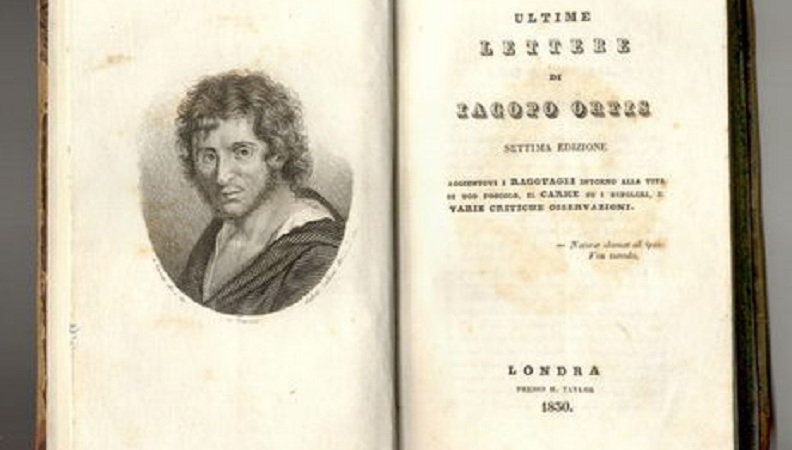 ULTIME
LETTERE
DI
IACOPO ORTIS
SETTIMA EDIZIONE
AGGIUNTOVI I RAGGUAGLI INTORNO ALLA VITA
DI UGO FOSCOLO, IL CARME SU I SEPOLCRI, E
VARIE CRITICHE OSSERVAZIONI.
— Naturae clamat ab ipso
Vox tumulo.
LONDRA
PRESSO R. TAYLOR
1830.